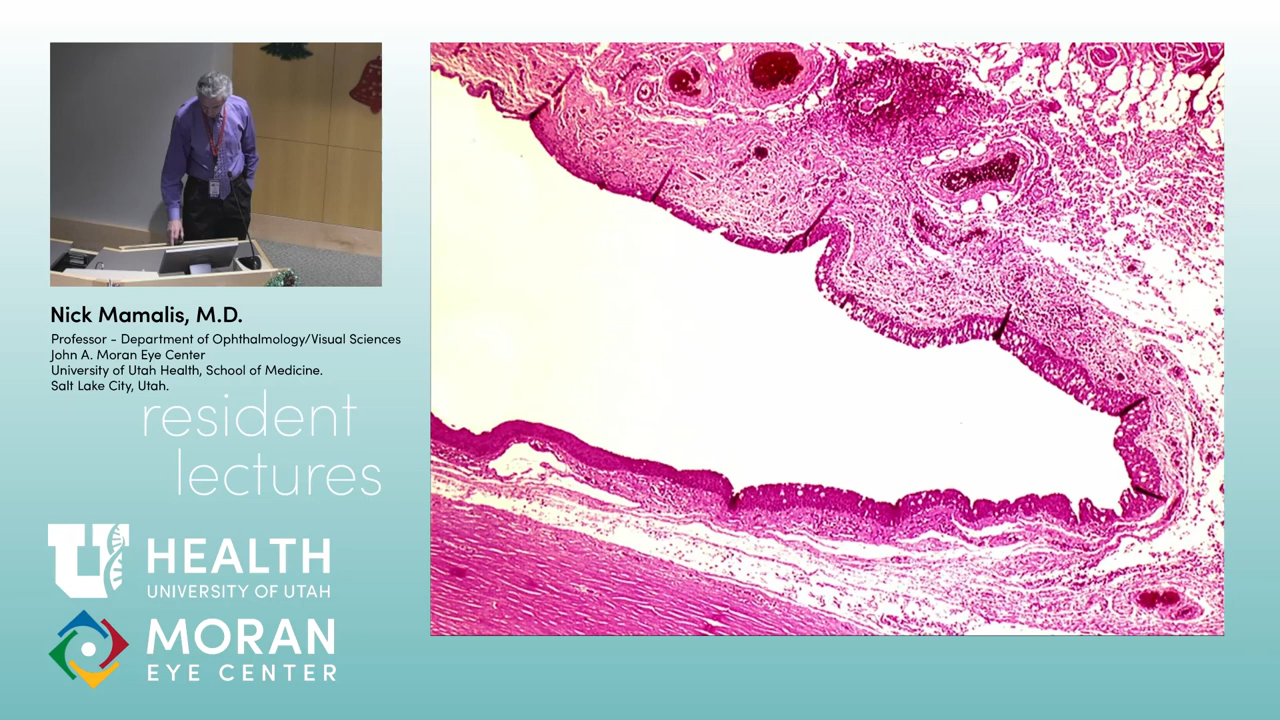 Nick Mamalis, M.D.
Professor - Department of Ophthalmology/Visual Sciences
John A. Moran Eye Center
University of Utah Health, School of Medicine.
Salt Lake City, Utah.
resident
lectures
U HEALTH
UNIVERSITY OF UTAH
MORAN
EYE CENTER